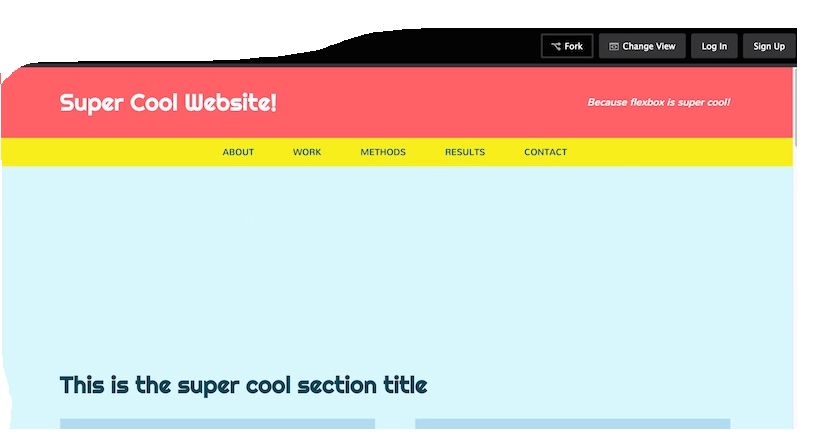 Fork Change View Log In Sign Up
Super Cool Website! Because flexbox is super cool!
ABOUT WORK METHODS RESULTS CONTACT
This is the super cool section title